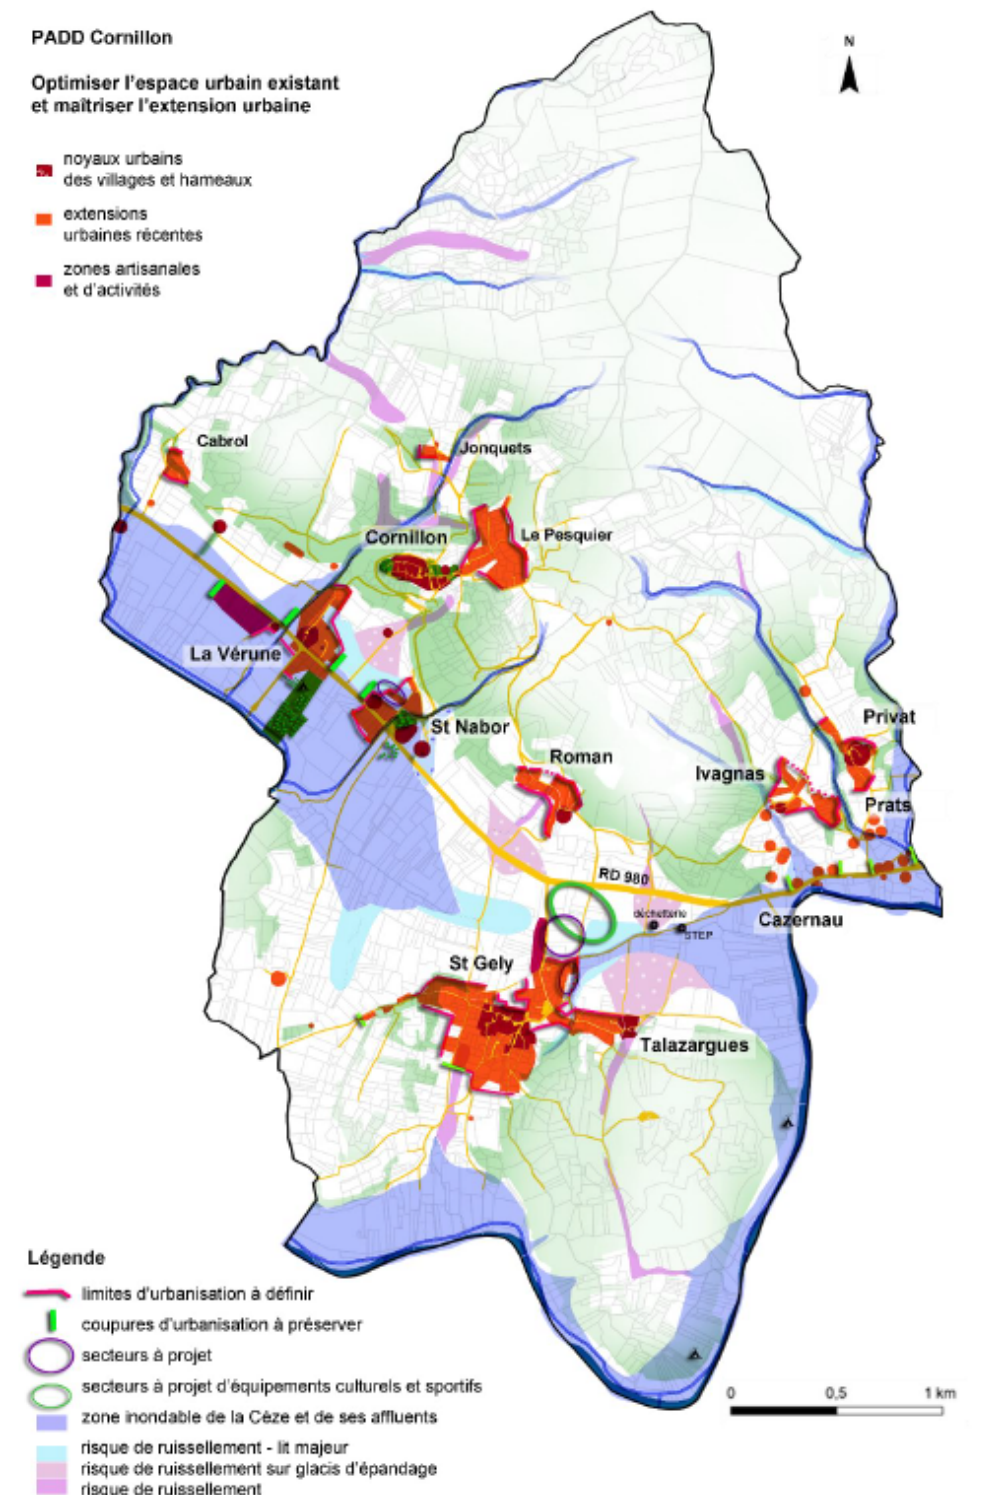 PADD Cornillon
Optimiser l'espace urbain existant
et maîtriser l'extension urbaine
noyaux urbains
des villages et hameaux
extensions
urbaines récentes
zones artisanales
et d'activités
N
Cabrol
Jonquets
Cornillon
Le Pesquier
La Vérune
St Nabor
Roman
Ivagnas
Privat
Prats
RD 980
déchetterie
STEP
Cazernau
St Gely
Talazargues
Légende
limites d'urbanisation à définir
coupures d'urbanisation à préserver
secteurs à projet
secteurs à projet d'équipements culturels et sportifs
zone inondable de la Cèze et de ses affluents
risque de ruissellement - lit majeur
risque de ruissellement sur glacis d'épandage
risque de ruissellement
0 0,5 1 km